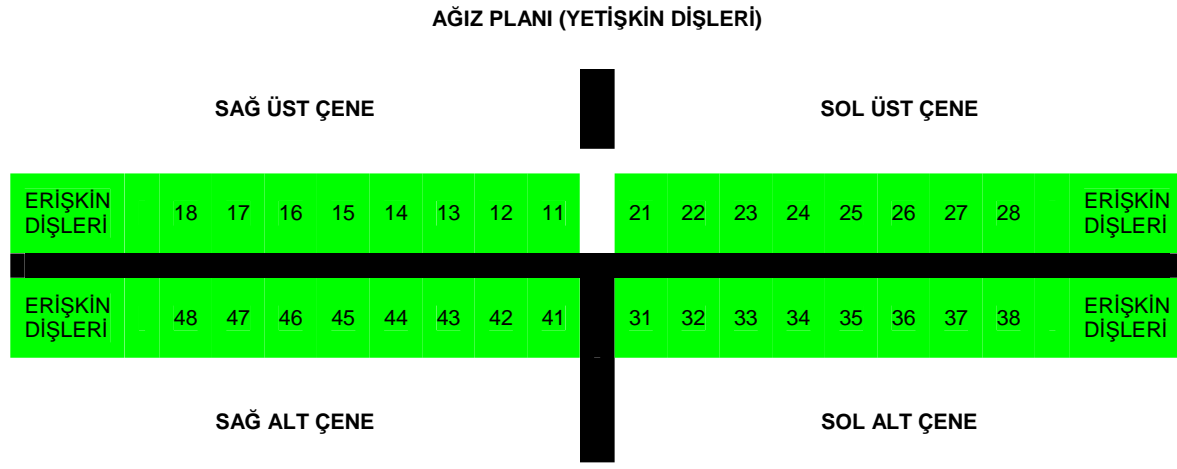 AĞIZ PLANI (YETİŞKİN DİŞLERİ)
SAĞ ÜST ÇENE SOL ÜST ÇENE
ERİŞKİN DİŞLERİ 18 17 16 15 14 13 12 11 21 22 23 24 25 26 27 28 ERİŞKİN DİŞLERİ
ERİŞKİN DİŞLERİ 48 47 46 45 44 43 42 41 31 32 33 34 35 36 37 38 ERİŞKİN DİŞLERİ
SAĞ ALT ÇENE SOL ALT ÇENE